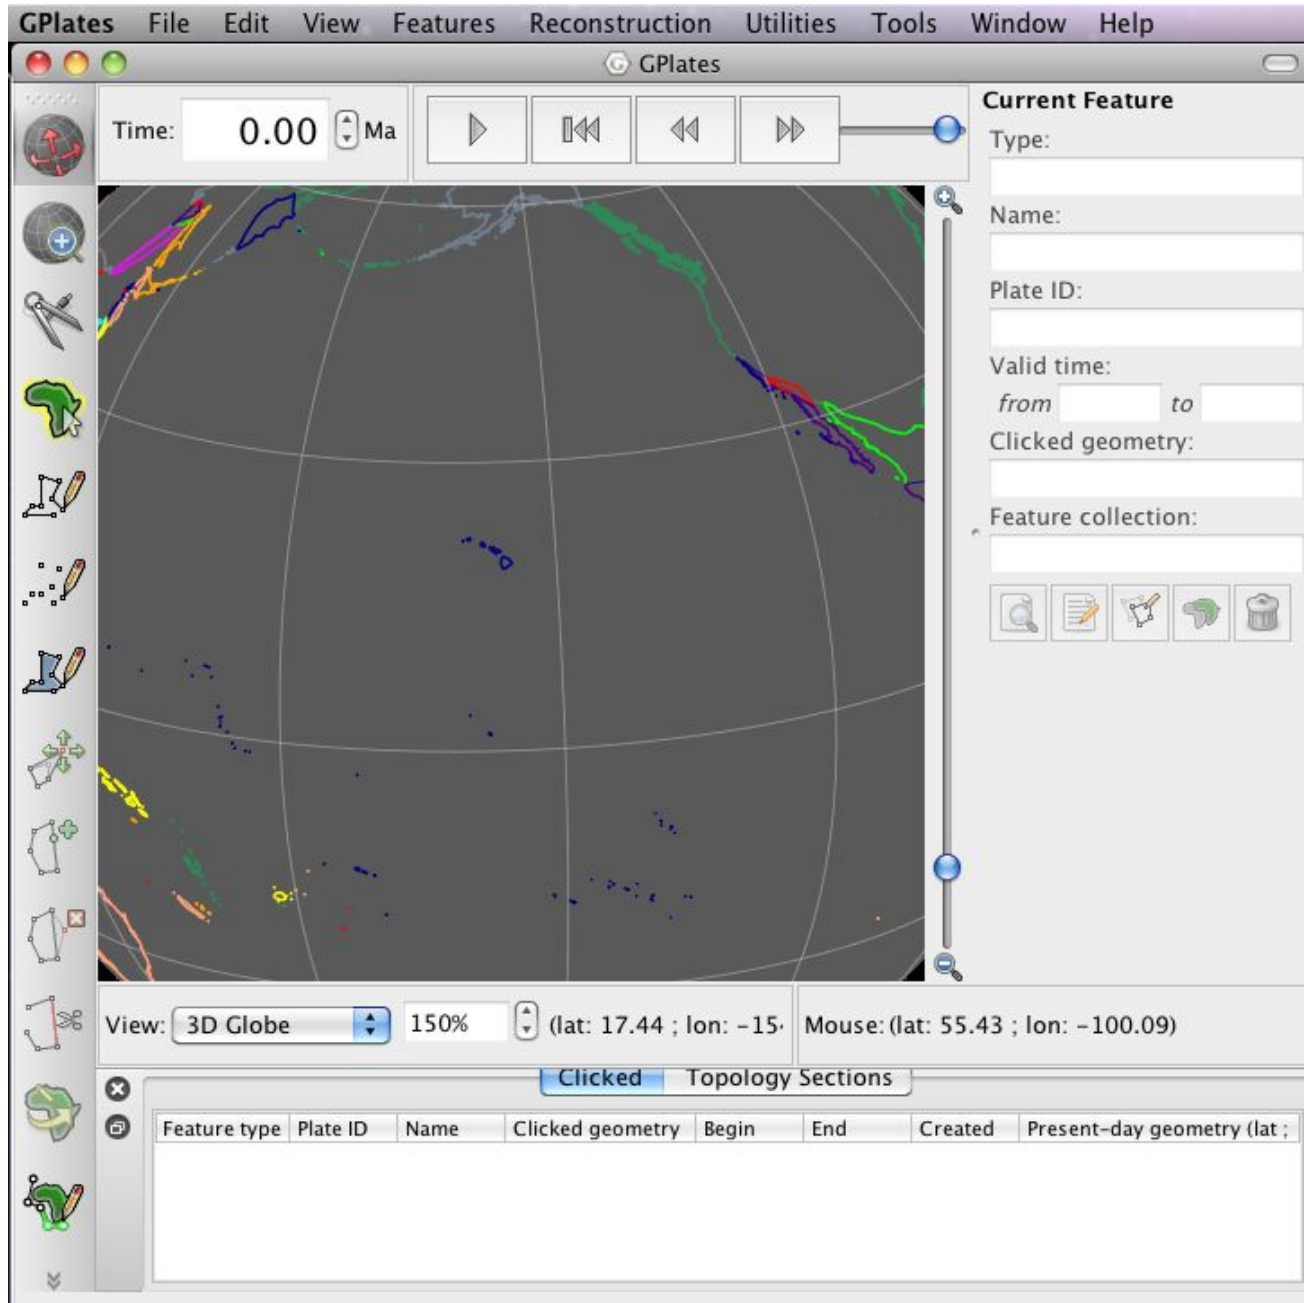 GPlates File Edit View Features Reconstruction Utilities Tools Window Help
GPlates
Time: 0.00 Ma
Current Feature
Type:
Name:
Plate ID:
Valid time:
from to
Clicked geometry:
Feature collection:
View: 3D Globe 150% (lat: 17.44 ; lon: -15 Mouse: (lat: 55.43 ; lon: -100.09)
Clicked Topology Sections
Feature type Plate ID Name Clicked geometry Begin End Created Present-day geometry (lat ;